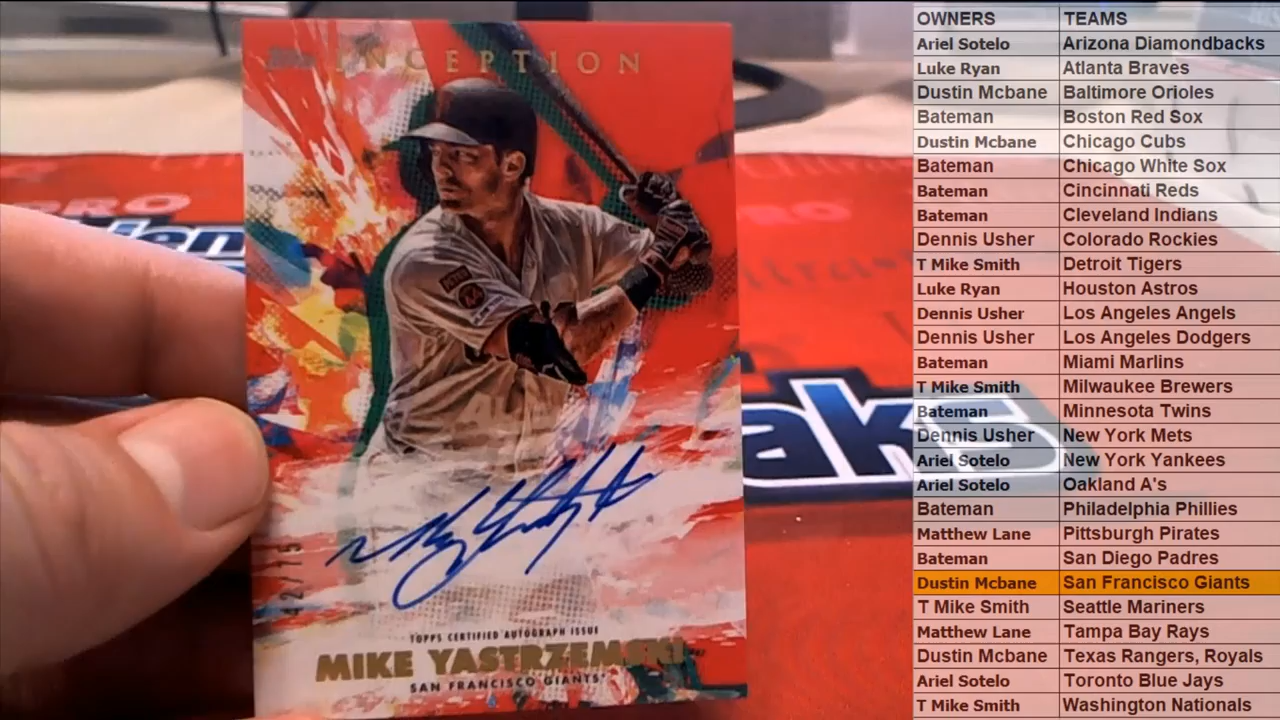 INCEPTION
42/75
TOPPS CERTIFIED AUTOGRAPH ISSUE
MIKE YASTRZEMSKI
SAN FRANCISCO GIANTS
PRO
PRO
aks
OWNERS TEAMS
Ariel Sotelo Arizona Diamondbacks
Luke Ryan Atlanta Braves
Dustin Mcbane Baltimore Orioles
Bateman Boston Red Sox
Dustin Mcbane Chicago Cubs
Bateman Chicago White Sox
Bateman Cincinnati Reds
Bateman Cleveland Indians
Dennis Usher Colorado Rockies
T Mike Smith Detroit Tigers
Luke Ryan Houston Astros
Dennis Usher Los Angeles Angels
Dennis Usher Los Angeles Dodgers
Bateman Miami Marlins
T Mike Smith Milwaukee Brewers
Bateman Minnesota Twins
Dennis Usher New York Mets
Ariel Sotelo New York Yankees
Ariel Sotelo Oakland A's
Bateman Philadelphia Phillies
Matthew Lane Pittsburgh Pirates
Bateman San Diego Padres
Dustin Mcbane San Francisco Giants
T Mike Smith Seattle Mariners
Matthew Lane Tampa Bay Rays
Dustin Mcbane Texas Rangers, Royals
Ariel Sotelo Toronto Blue Jays
T Mike Smith Washington Nationals